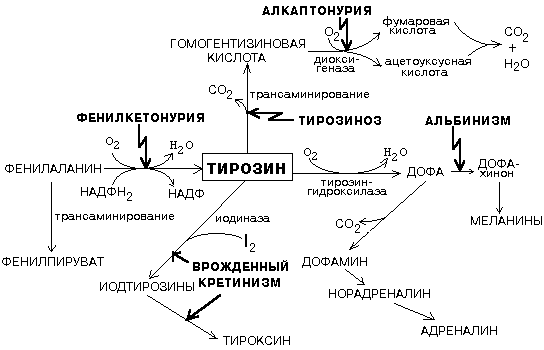 АЛКАПТОНУРИЯ
ФУМАРОВАЯ
КИСЛОТА
O2
CO2
+
H2O
ГОМОГЕНТИЗИНОВАЯ
КИСЛОТА
ДИОКСИ-
ГЕНАЗА
АЦЕТОУКСУСНАЯ
КИСЛОТА
CO2
ТРАНСАМИНИРОВАНИЕ
ФЕНИЛКЕТОНУРИЯ
ТИРОЗИНОЗ
АЛЬБИНИЗМ
O2
H2O
O2
H2O
ФЕНИЛАЛАНИН
ТИРОЗИН
ДОФА
ДОФА-
ХИНОН
НАДФН2
НАДФ
ТИРОЗИН-
ГИДРОКСИЛАЗА
ТРАНСАМИНИРОВАНИЕ
ИОДИНАЗА
CO2
МЕЛАНИНЫ
I2
ФЕНИЛПИРУВАТ
ВРОЖДЕННЫЙ
КРЕТИНИЗМ
ДОФАМИН
ИОДТИРОЗИНЫ
НОРАДРЕНАЛИН
ТИРОКСИН
АДРЕНАЛИН